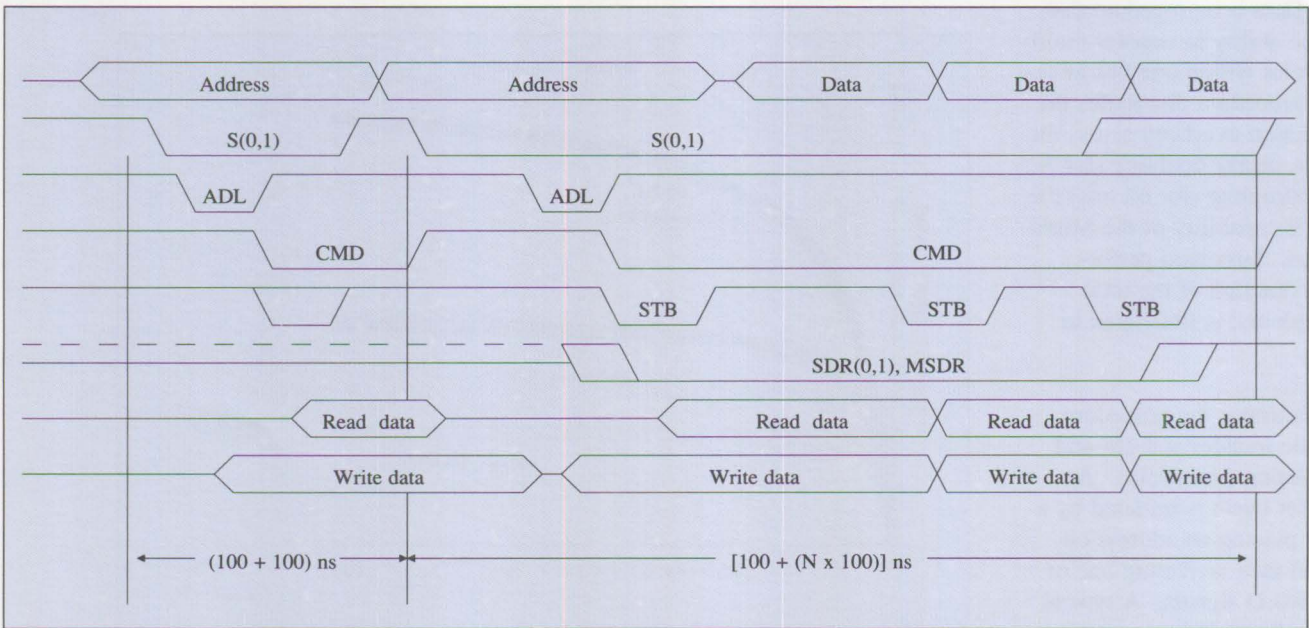 Address Address Data Data Data
S(0,1) S(0,1)
ADL ADL
CMD CMD
STB STB STB
SDR(0,1), MSDR
Read data Read data Read data Read data
Write data Write data Write data Write data
(100 + 100) ns [100 + (N x 100)] ns